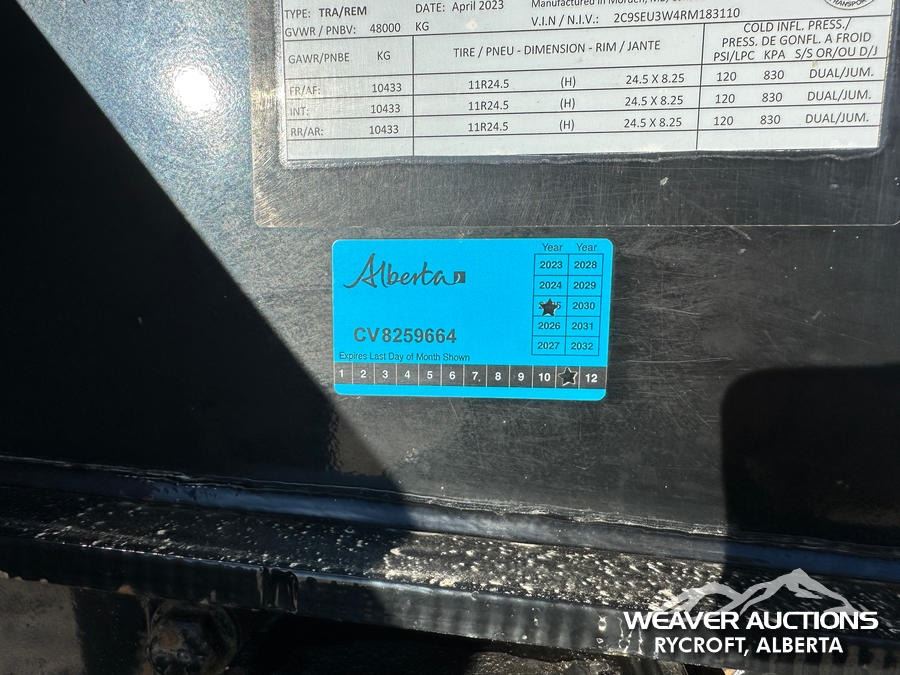 TYPE: TRA/REM DATE: April 2023 Manufactured in Morden,
GVWR / PNBV: 48000 KG V.I.N / N.I.V.: 2C9SEU3W4RM183110
GAWR/PNBE KG TIRE / PNEU - DIMENSION - RIM / JANTE COLD INFL. PRESS./
PRESS. DE GONFL. A FROID
PSI/LPC KPA S/S OR/OU D/J
FR/AF: 10433 11R24.5 (H) 24.5 X 8.25 120 830 DUAL/JUM.
INT: 10433 11R24.5 (H) 24.5 X 8.25 120 830 DUAL/JUM.
RR/AR: 10433 11R24.5 (H) 24.5 X 8.25 120 830 DUAL/JUM.
Alberta
Year Year
2023 2028
2024 2029
2030
2026 2031
2027 2032
CV8259664
Expires Last Day of Month Shown
1 2 3 4 5 6 7 8 9 10 12
WEAVER AUCTIONS
RYCROFT, ALBERTA